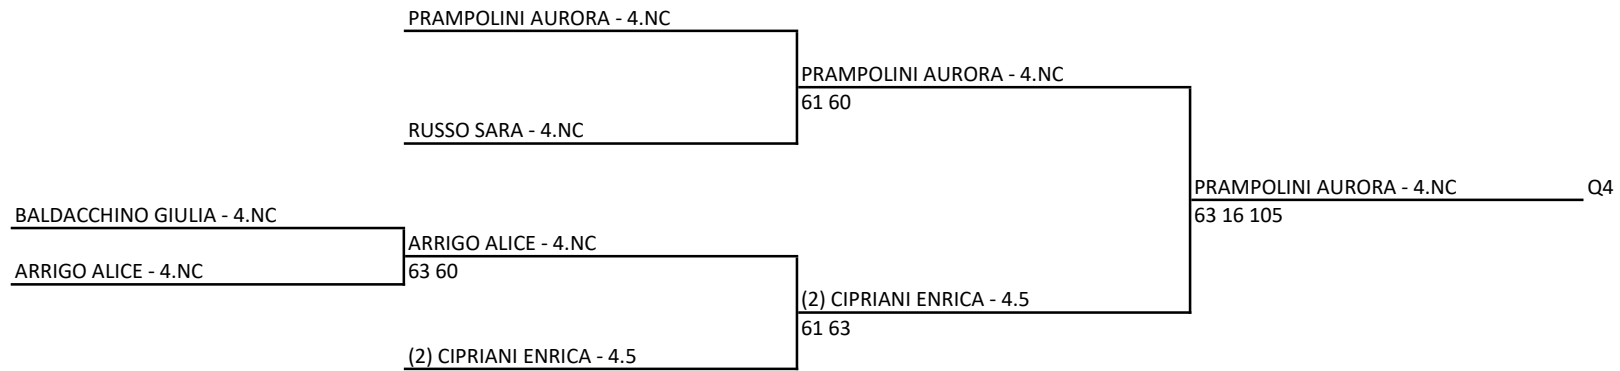 PRAMPOLINI AURORA - 4.NC
PRAMPOLINI AURORA - 4.NC
61 60
RUSSO SARA - 4.NC
PRAMPOLINI AURORA - 4.NC Q4
63 16 105
BALDACCHINO GIULIA - 4.NC
ARRIGO ALICE - 4.NC
ARRIGO ALICE - 4.NC
63 60
(2) CIPRIANI ENRICA - 4.5
61 63
(2) CIPRIANI ENRICA - 4.5